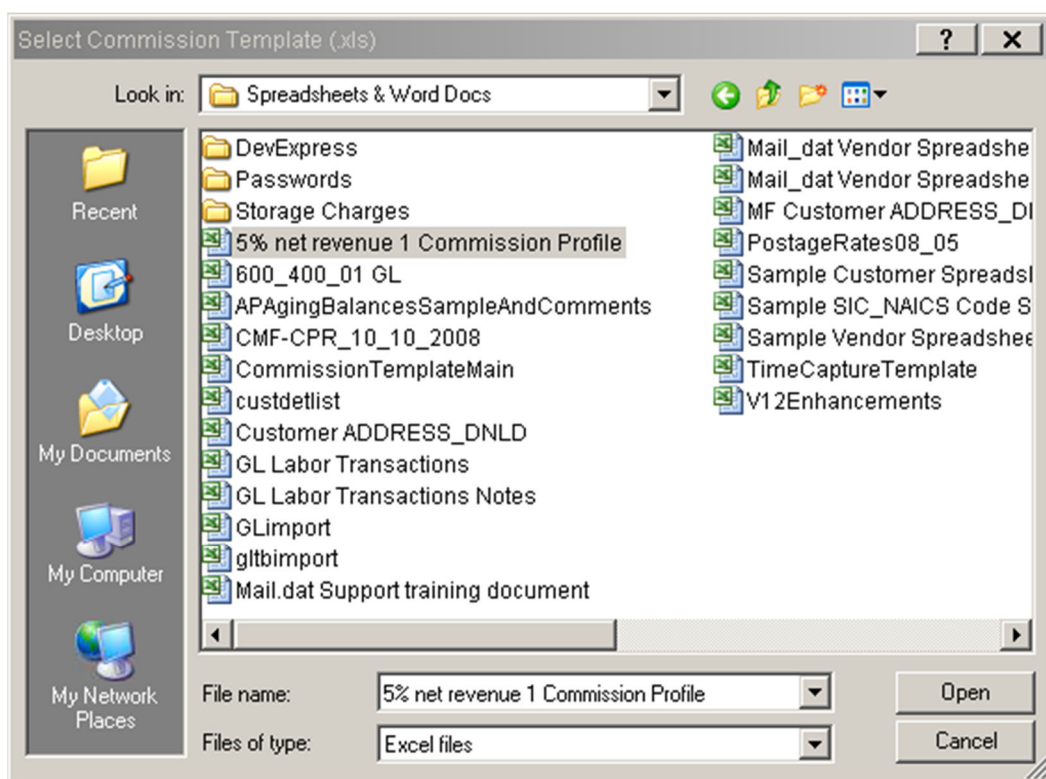 Select Commission Template (.xls)
Look in:
Spreadsheets & Word Docs
Recent
Desktop
My Documents
My Computer
My Network
Places
DevExpress
Passwords
Storage Charges
5% net revenue 1 Commission Profile
600_400_01 GL
APAgingBalancesSampleAndComments
CMF-CPR_10_10_2008
CommissionTemplateMain
custdetlist
Customer ADDRESS_DNLD
GL Labor Transactions
GL Labor Transactions Notes
GLimport
gltbimport
Mail.dat Support training document
Mail_dat Vendor Spreadshe
Mail_dat Vendor Spreadshe
MF Customer ADDRESS_D
PostageRates08_05
Sample Customer Spreads
Sample SIC_NAICS Code S
Sample Vendor Spreadshee
TimeCaptureTemplate
V12Enhancements
File name:
5% net revenue 1 Commission Profile
Open
Files of type:
Excel files
Cancel